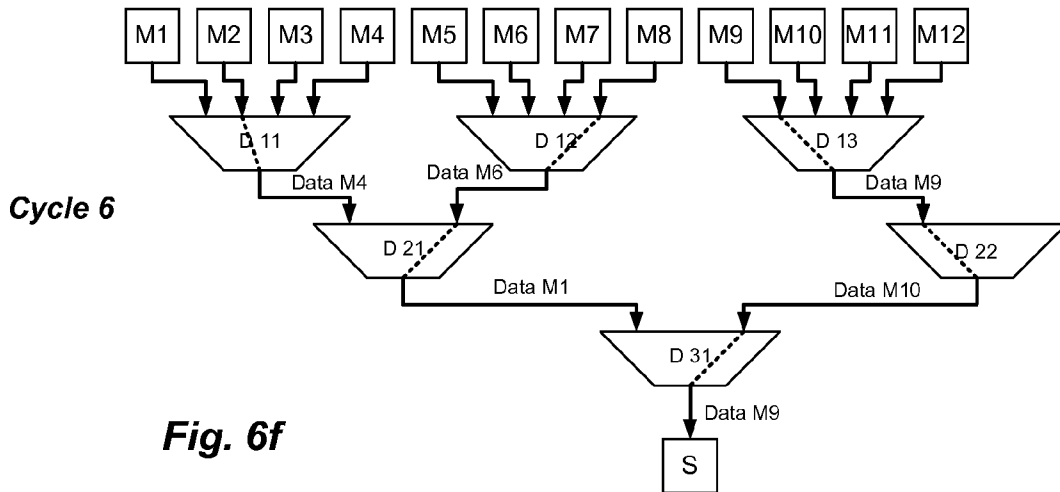 M1 M2 M3 M4 M5 M6 M7 M8 M9 M10 M11 M12
D 11 D 12 D 13
Data M4 Data M6 Data M9
Cycle 6
D 21 D 22
Data M1 Data M10
D 31
Data M9
Fig. 6f
S